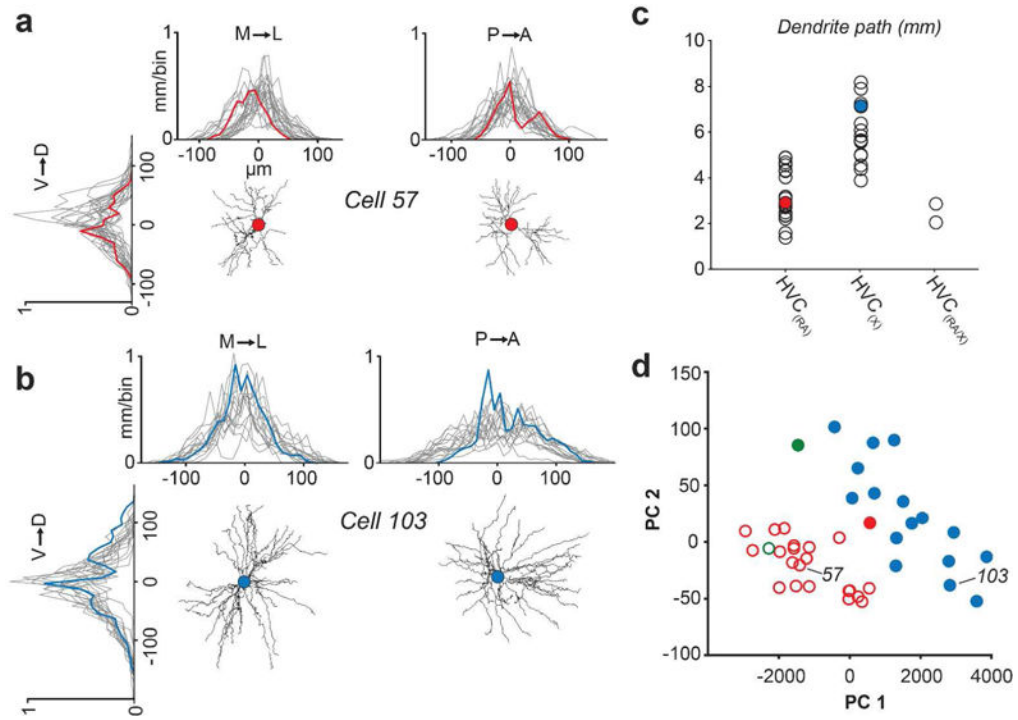 a
M→L
P→A
mm/bin
1
0
-100 0 100
μm
-100 0 100
V→D
100
0
-100
1
0
Cell 57
b
M→L
P→A
mm/bin
1
0
-100 0 100
1
0
-100 0 100
V→D
100
0
-100
1
0
Cell 103
c
Dendrite path (mm)
10
8
6
4
2
0
HVC(RA)
HVC(X)
HVC(RA/X)
d
150
100
50
0
-50
-100
PC 2
57
103
-2000 0 2000 4000
PC 1